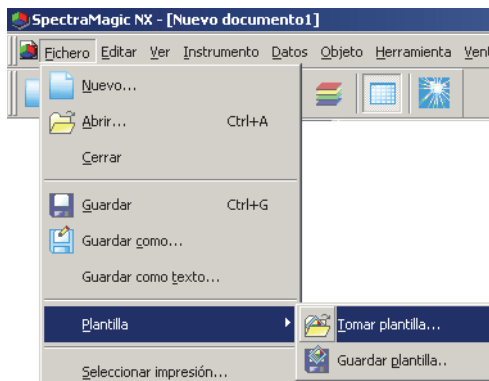 SpectraMagic NX - [Nuevo documento1]
Fichero Editar Ver Instrumento Datos Objeto Herramienta
Nuevo...
Abrir... Ctrl+A
Cerrar
Guardar Ctrl+G
Guardar como...
Guardar como texto...
Plantilla Tomar plantilla...
Guardar plantilla..
Seleccionar impresión...